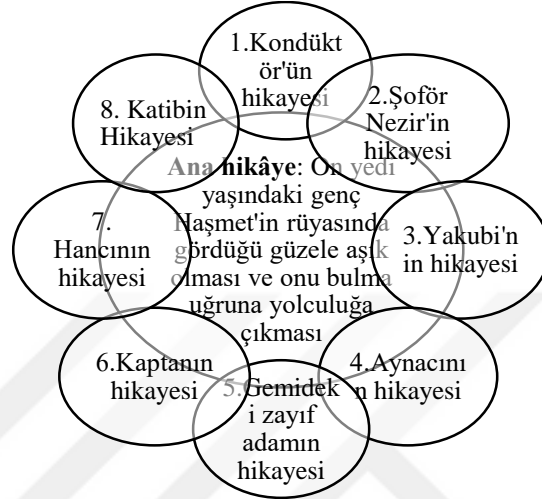 1.Kondükt
ör'ün
hikayesi
2.Şoför
Nezir'in
hikayesi
3.Yakubi'n
in hikayesi
4.Aynacını
n hikayesi
5.Gemidek
i zayıf
adamın
hikayesi
6.Kaptanın
hikayesi
7.
Hancının
hikayesi
8. Katibin
Hikayesi
Ana hikâye: On yedi
yaşındaki genç
Haşmet'in rüyasında
gördüğü güzele aşık
olması ve onu bulma
uğruna yolculuğa
çıkması